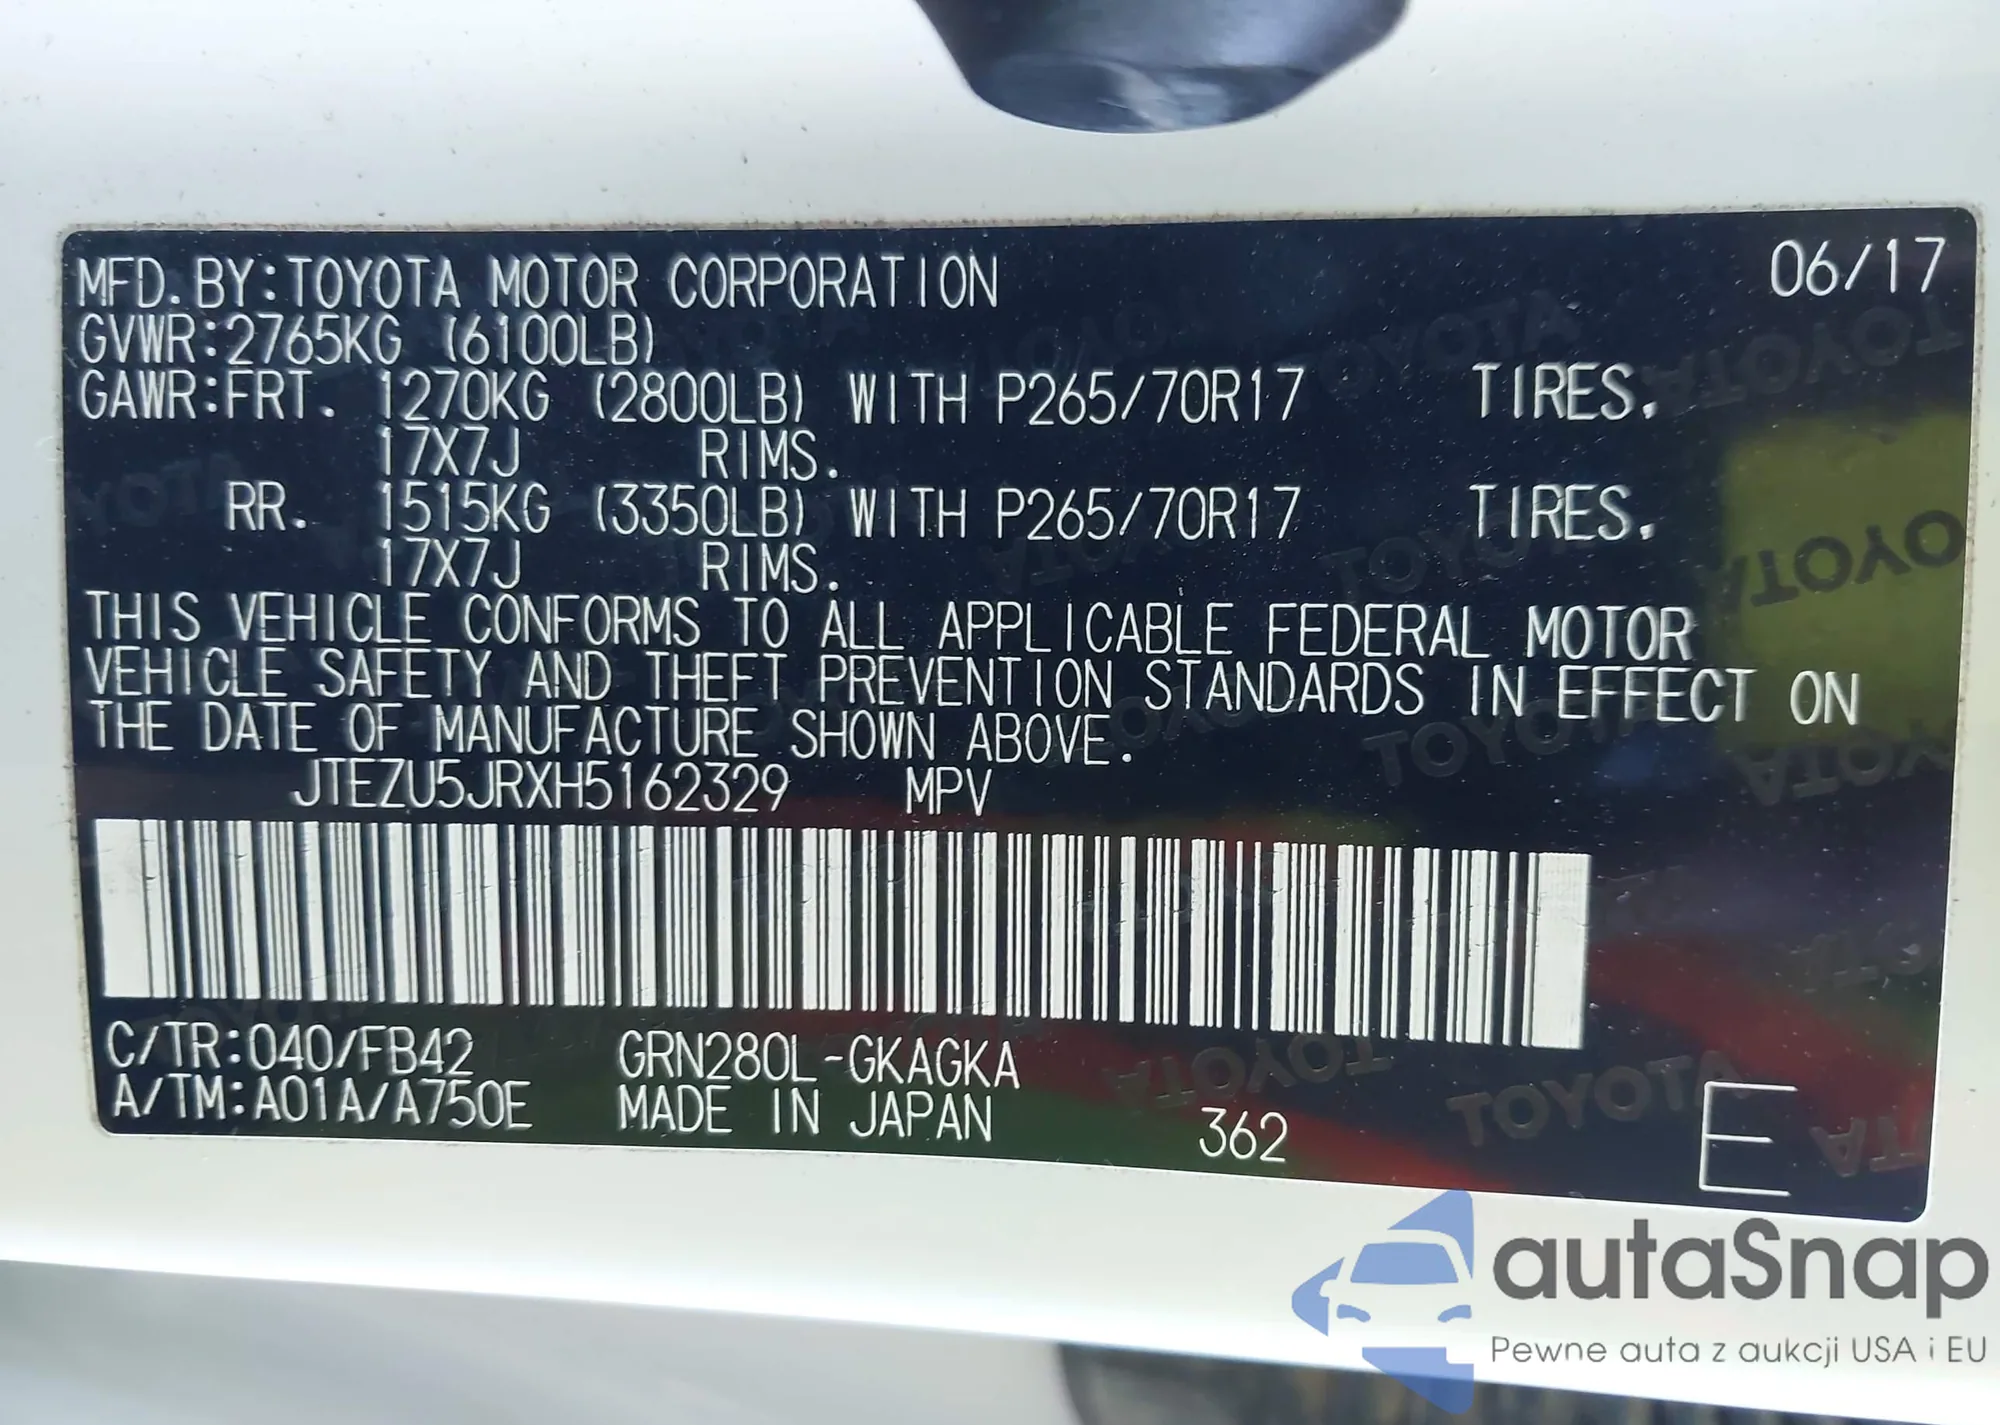 MFD.BY:TOYOTA MOTOR CORPORATION 06/17
GVWR:2765KG (6100LB)
GAWR:FRT. 1270KG (2800LB) WITH P265/70R17 TIRES.
17X7J RIMS.
RR. 1515KG (3350LB) WITH P265/70R17 TIRES.
17X7J RIMS.
THIS VEHICLE CONFORMS TO ALL APPLICABLE FEDERAL MOTOR
VEHICLE SAFETY AND THEFT PREVENTION STANDARDS IN EFFECT ON
THE DATE OF MANUFACTURE SHOWN ABOVE.
JTEZU5JRXH5162329 MPV
C/TR:040/FB42 GRN280L-GKAGKA
A/TM:A01A/A750E MADE IN JAPAN 362 E
autaSnap
Pewne auta z aukcji USA i EU